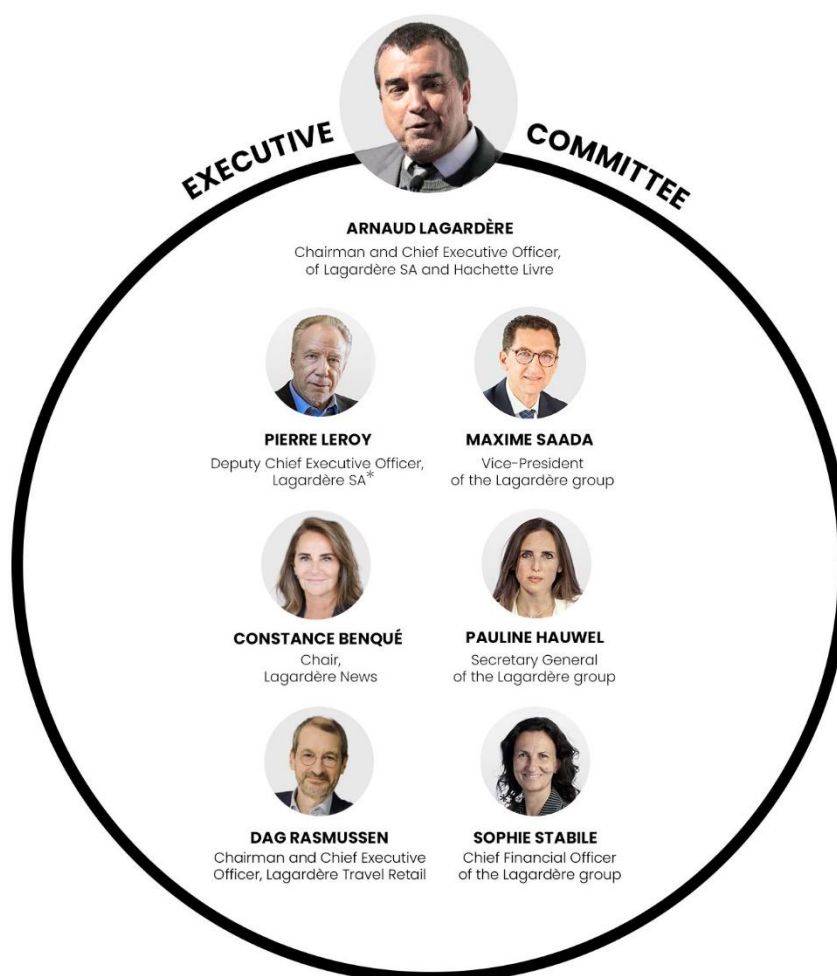 EXECUTIVE COMMITTEE
ARNAUD LAGARDÈRE
Chairman and Chief Executive Officer,
of Lagardère SA and Hachette Livre
PIERRE LEROY
Deputy Chief Executive Officer,
Lagardère SA*
MAXIME SAADA
Vice-President
of the Lagardère group
CONSTANCE BENQUÉ
Chair,
Lagardère News
PAULINE HAUWEL
Secretary General
of the Lagardère group
DAG RASMUSSEN
Chairman and Chief Executive
Officer, Lagardère Travel Retail
SOPHIE STABILE
Chief Financial Officer
of the Lagardère group